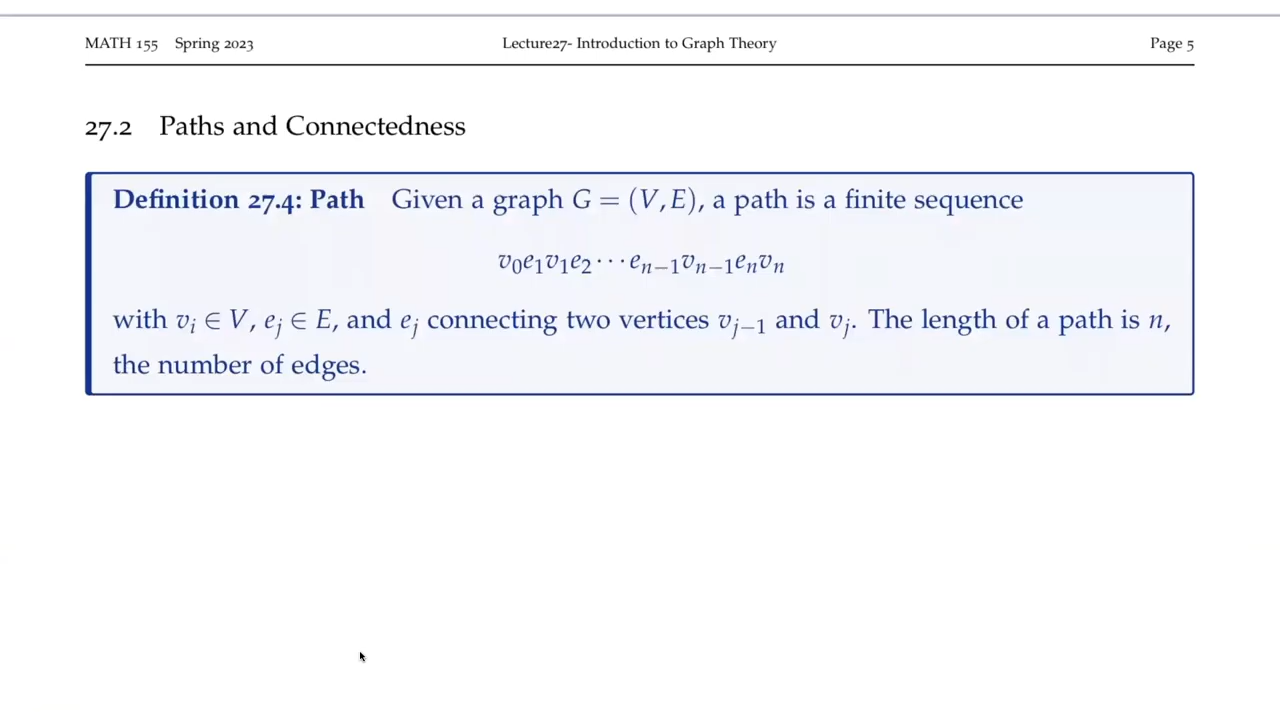 MATH 155 Spring 2023 Lecture27- Introduction to Graph Theory Page 5
27.2 Paths and Connectedness
Definition 27.4: Path Given a graph G = (V, E), a path is a finite sequence
v₀e₁v₁e₂ ⋯ eₙ₋₁vₙ₋₁eₙvₙ
with vᵢ ∈ V, eⱼ ∈ E, and eⱼ connecting two vertices vⱼ₋₁ and vⱼ. The length of a path is n,
the number of edges.